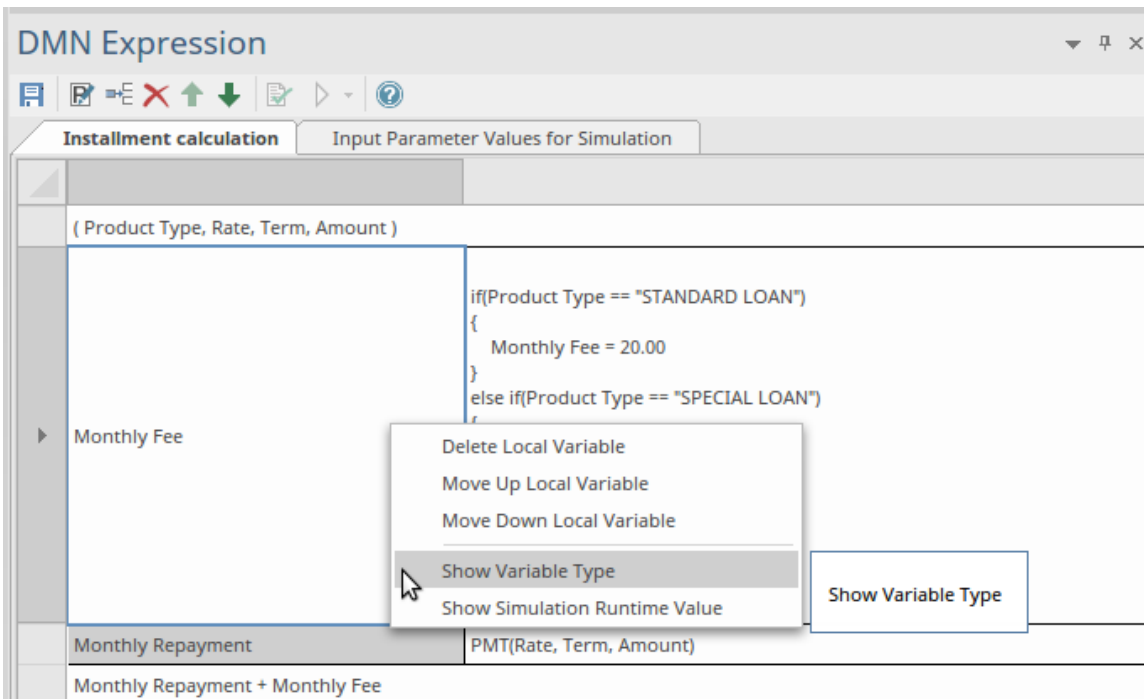 DMN Expression
Installment calculation
Input Parameter Values for Simulation
( Product Type, Rate, Term, Amount )
Monthly Fee
if(Product Type == "STANDARD LOAN")
{
Monthly Fee = 20.00
}
else if(Product Type == "SPECIAL LOAN")
{
Delete Local Variable
Move Up Local Variable
Move Down Local Variable
Show Variable Type
Show Simulation Runtime Value
Show Variable Type
Monthly Repayment
PMT(Rate, Term, Amount)
Monthly Repayment + Monthly Fee